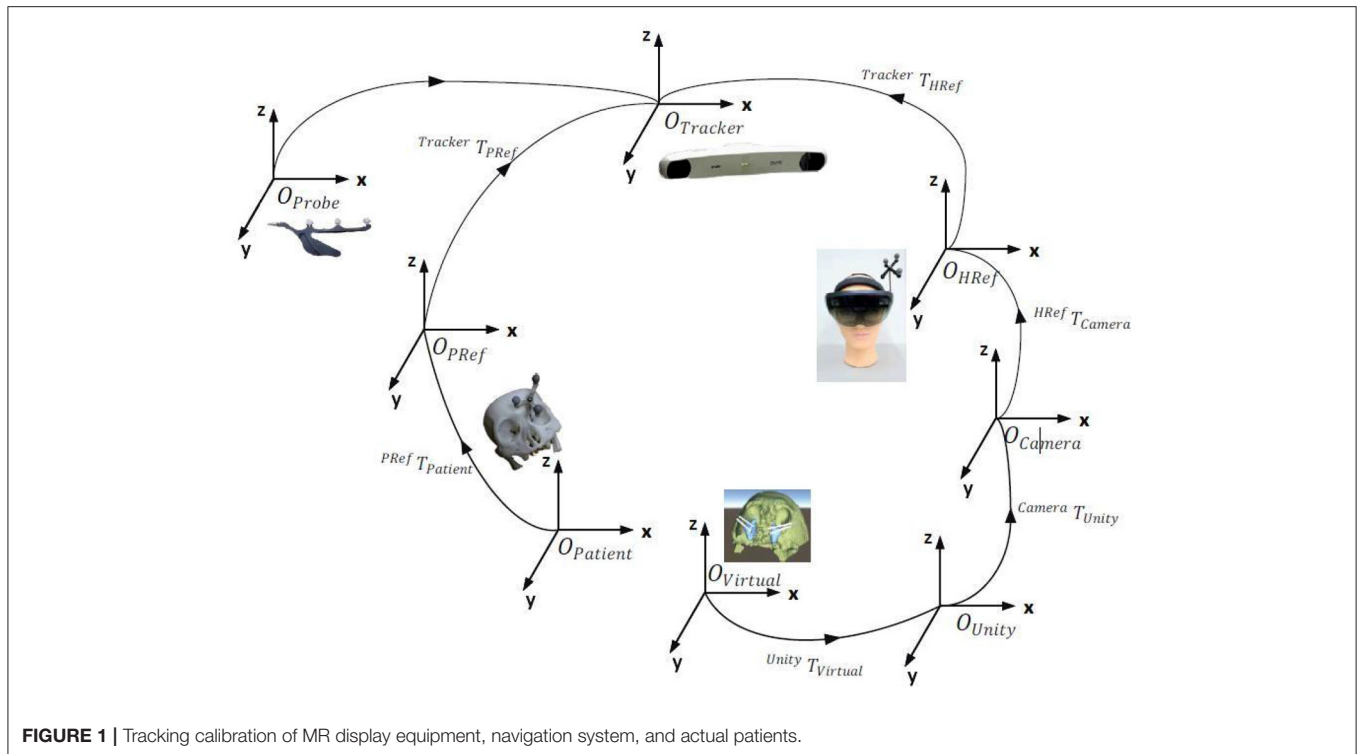 z
x
y
O_Tracker
Tracker T_HRef
z
x
y
O_Probe
Tracker T_PRef
z
x
y
O_HRef
z
x
y
O_PRef
HRef T_Camera
z
x
y
O_Camera
PRef T_Patient
z
x
y
O_Patient
z
x
y
O_Virtual
Camera T_Unity
z
x
y
O_Unity
Unity T_Virtual
FIGURE 1 | Tracking calibration of MR display equipment, navigation system, and actual patients.